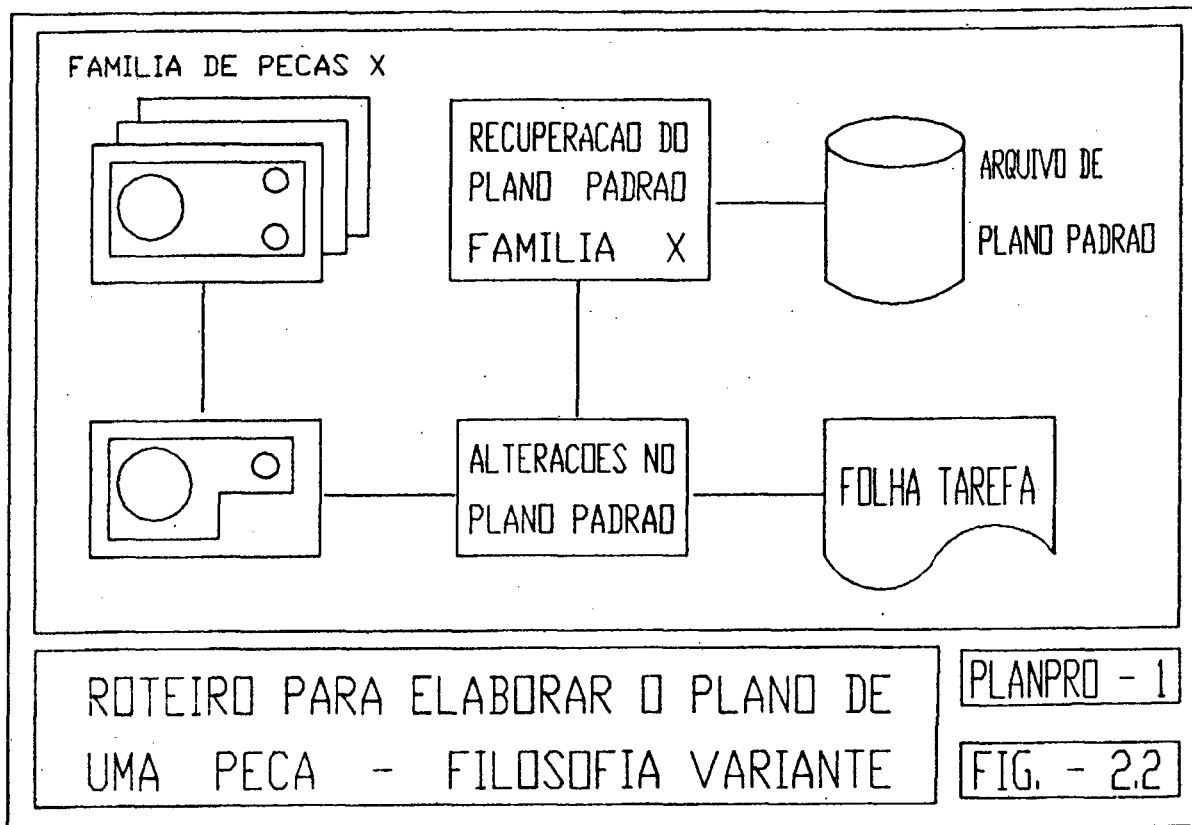 FAMILIA DE PECAS X
RECUPERACAO DO
PLANO PADRAO
FAMILIA X
ARQUIVO DE
PLANO PADRAO
ALTERACOES NO
PLANO PADRAO
FOLHA TAREFA
ROTEIRO PARA ELABORAR O PLANO DE
UMA PECA - FILOSOFIA VARIANTE
PLANPRO - 1
FIG. - 2.2